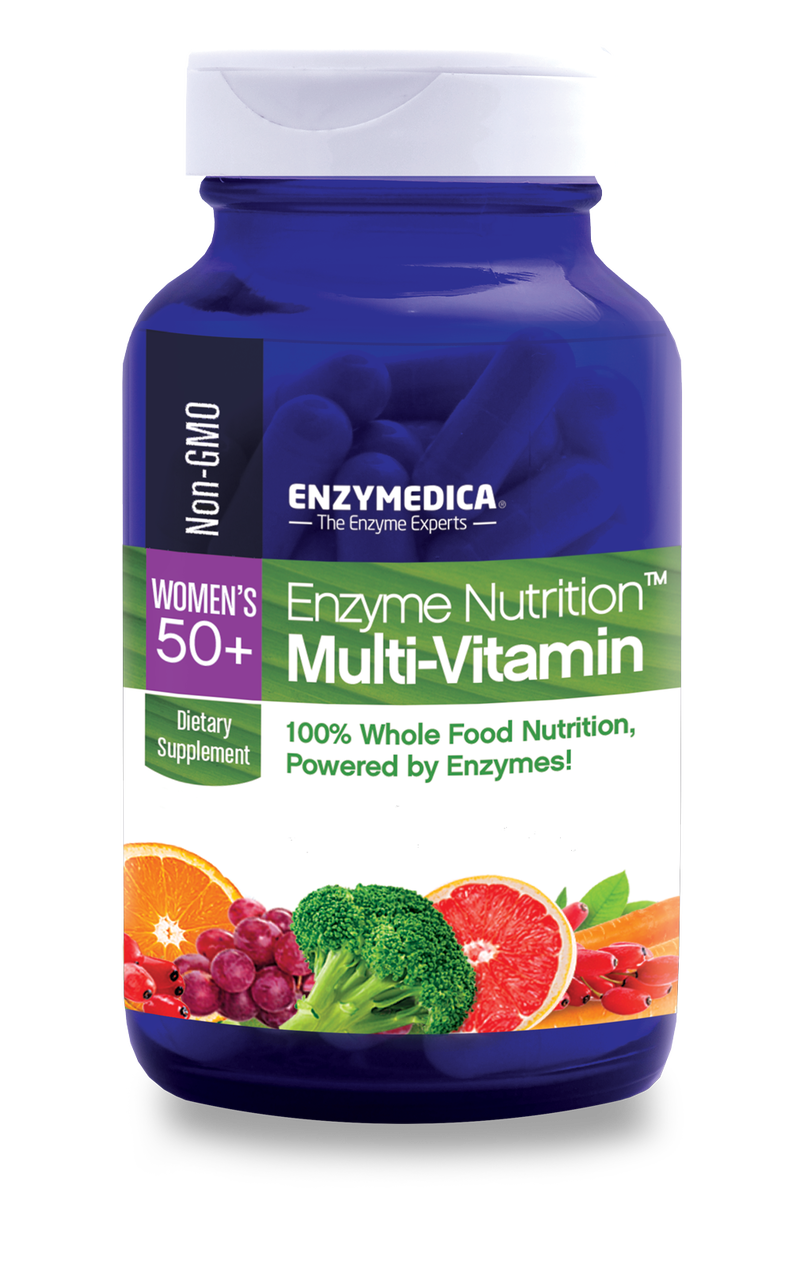 Non-GMO
ENZYMEDICA®
The Enzyme Experts
WOMEN'S
50+
Enzyme Nutrition™
Multi-Vitamin
Dietary
Supplement
100% Whole Food Nutrition,
Powered by Enzymes!